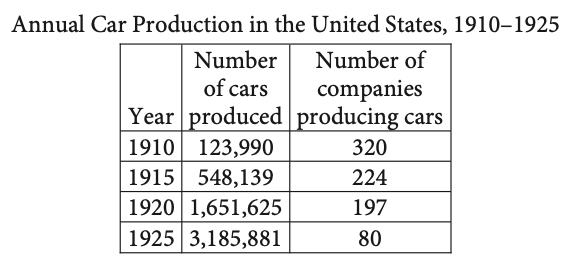 Annual Car Production in the United States, 1910–1925
Number Number of
of cars companies
Year produced producing cars
1910 123,990 320
1915 548,139 224
1920 1,651,625 197
1925 3,185,881 80